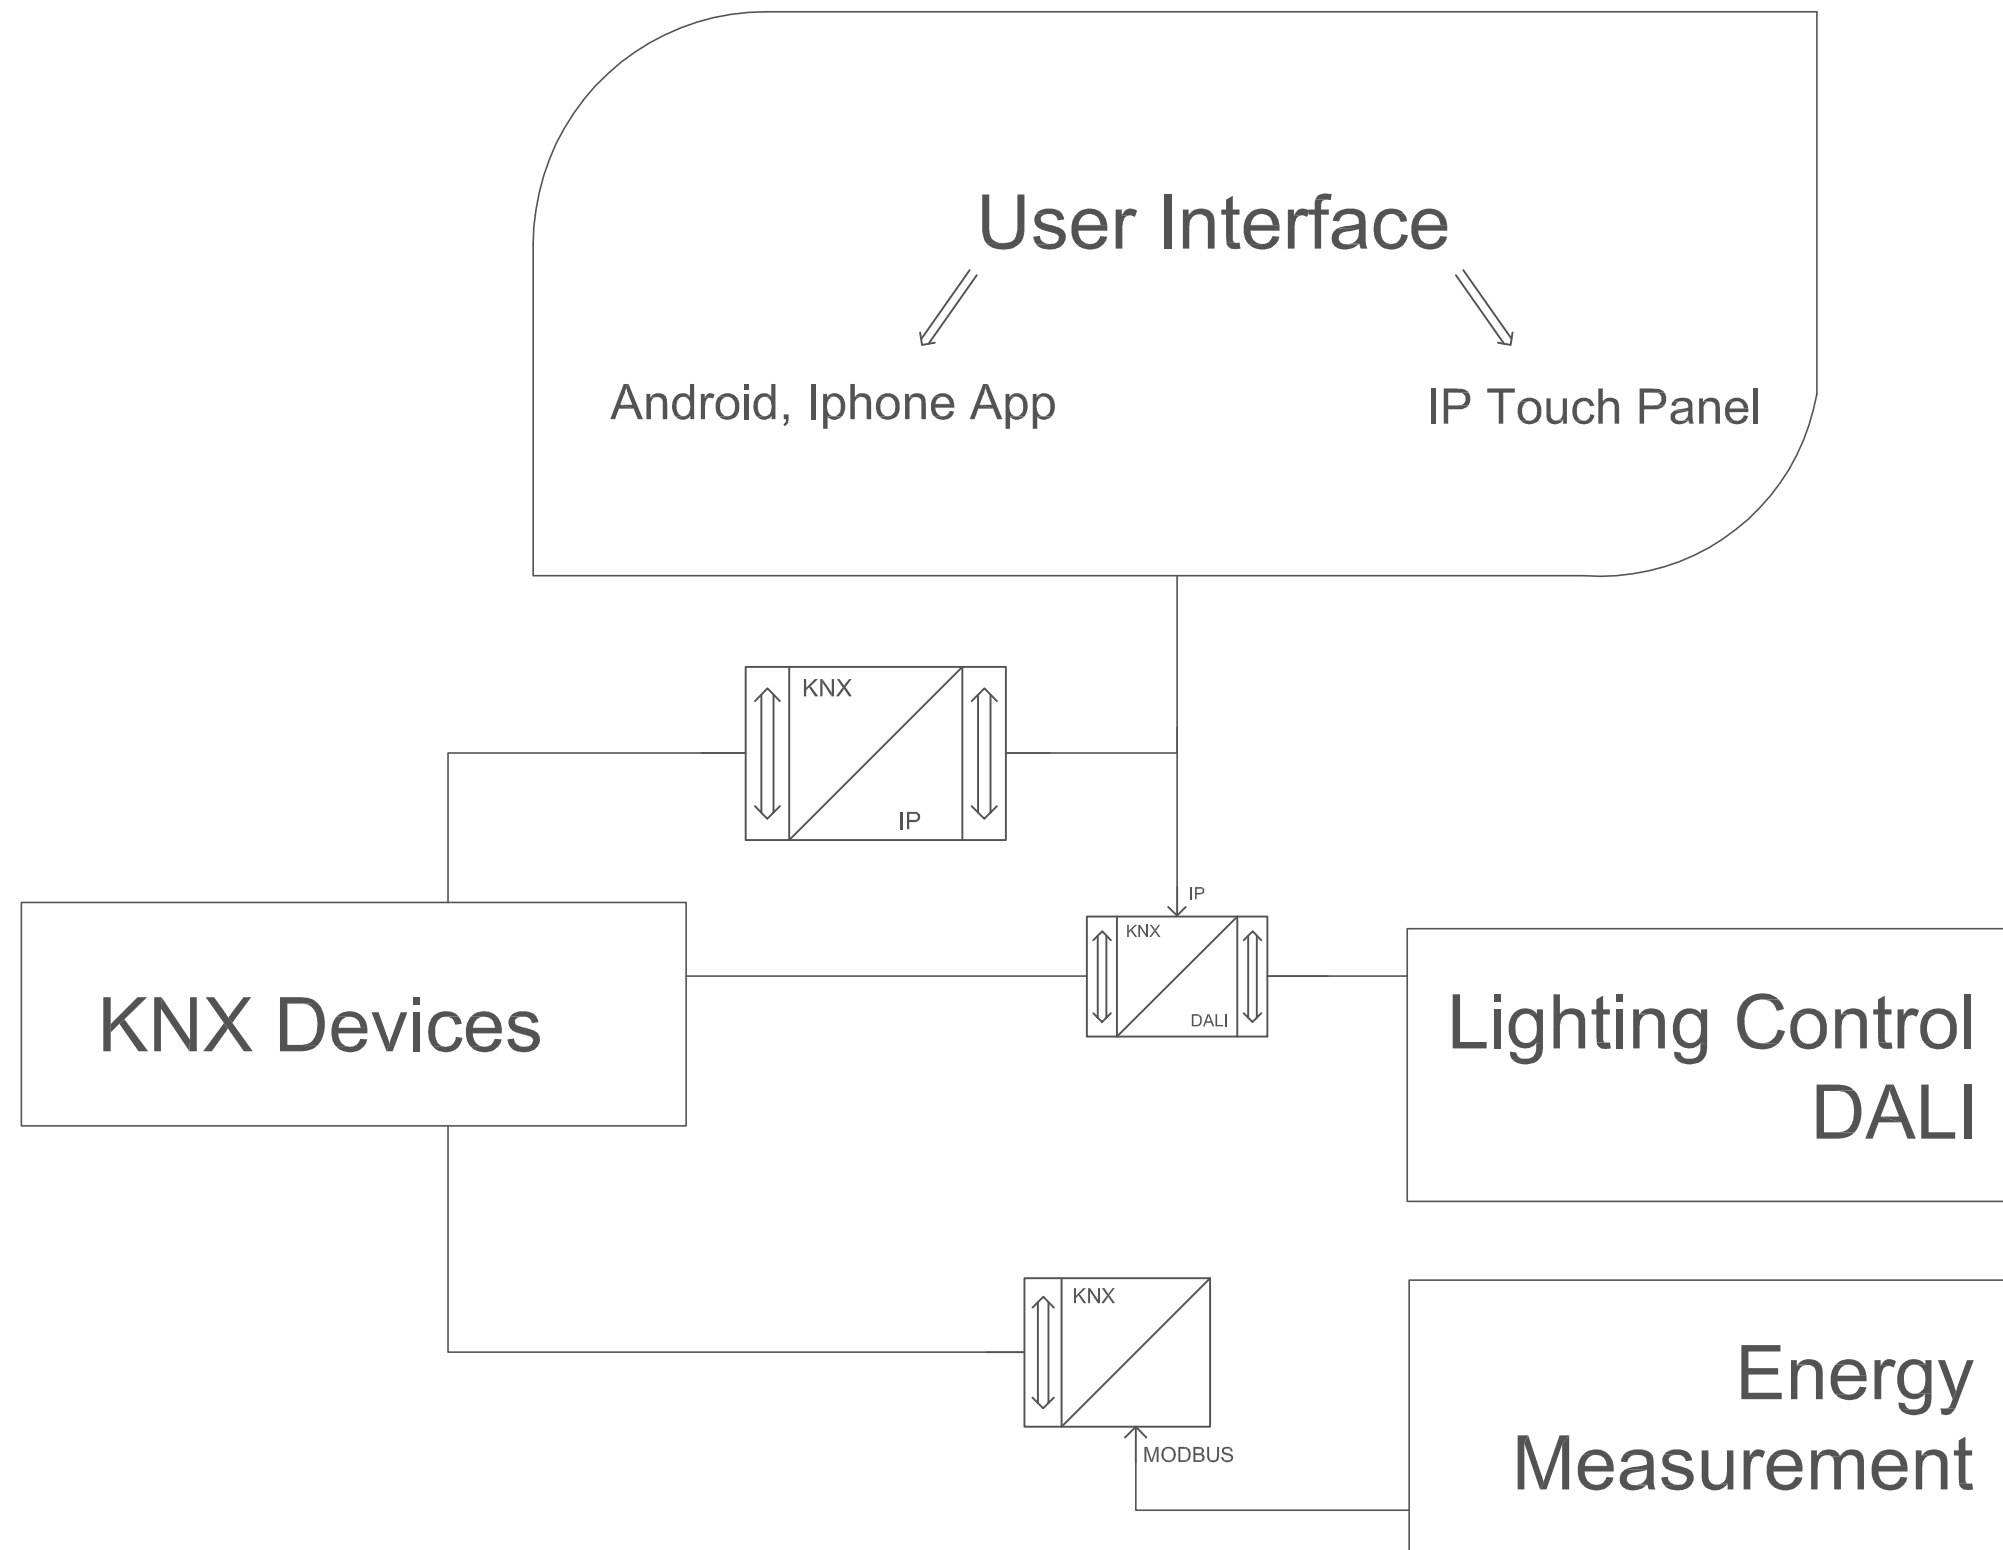 User Interface
Android, Iphone App
IP Touch Panel
KNX
IP
IP
KNX
DALI
KNX Devices
Lighting Control
DALI
KNX
MODBUS
Energy
Measurement